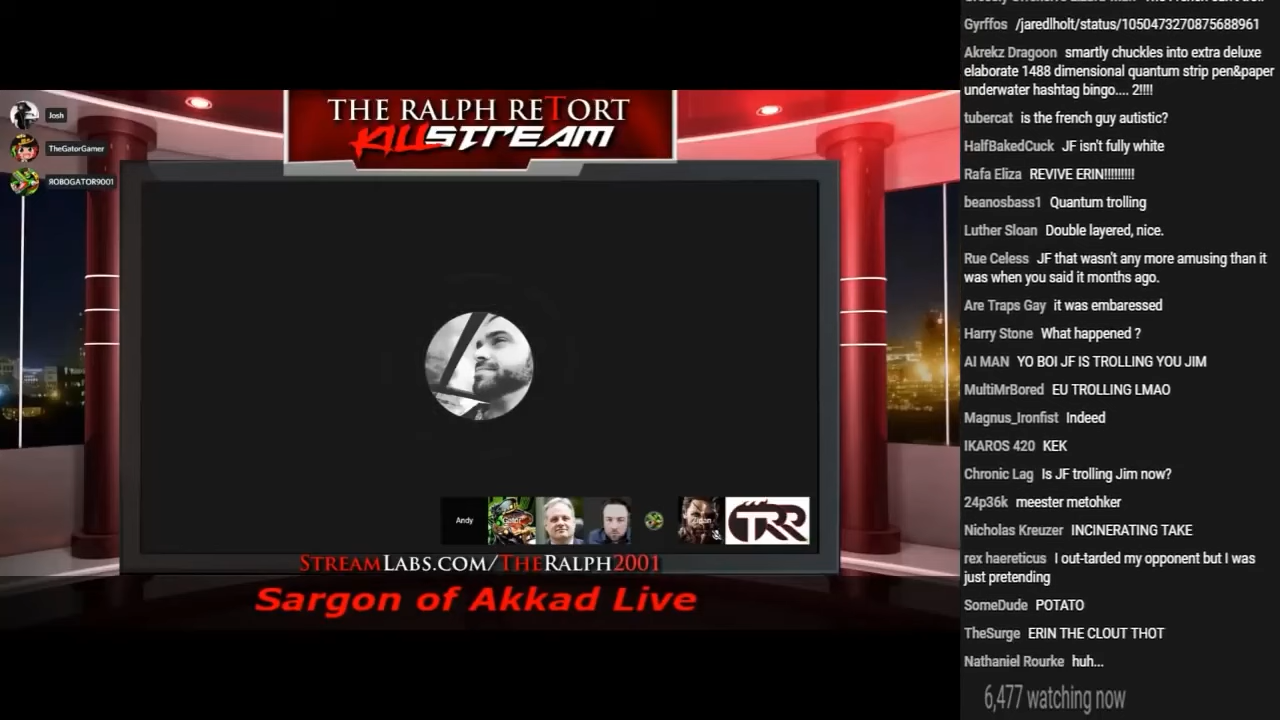 Gyrffos /jaredlholt/status/1050473270875688961
Akrekz Dragoon smartly chuckles into extra deluxe
elaborate 1488 dimensional quantum strip pen&paper
underwater hashtag bingo.... 2!!!!
tubercat is the french guy autistic?
HalfBakedCuck JF isn't fully white
Rafa Eliza REVIVE ERIN!!!!!!!!!
beanosbass1 Quantum trolling
Luther Sloan Double layered, nice.
Rue Celess JF that wasn't any more amusing than it
was when you said it months ago.
Are Traps Gay it was embaressed
Harry Stone What happened ?
AI MAN YO BOI JF IS TROLLING YOU JIM
MultiMrBored EU TROLLING LMAO
Magnus_Ironfist Indeed
IKAROS 420 KEK
Chronic Lag Is JF trolling Jim now?
24p36k meester metohker
Nicholas Kreuzer INCINERATING TAKE
rex haereticus I out-tarded my opponent but I was
just pretending
SomeDude POTATO
TheSurge ERIN THE CLOUT THOT
Nathaniel Rourke huh...
6,477 watching now
Josh
TheGatorGamer
ROBOGATOR9001
THE RALPH RETORT
KILLSTREAM
Andy
TRR
STREAMLABS.COM/THERALPH2001
Sargon of Akkad Live